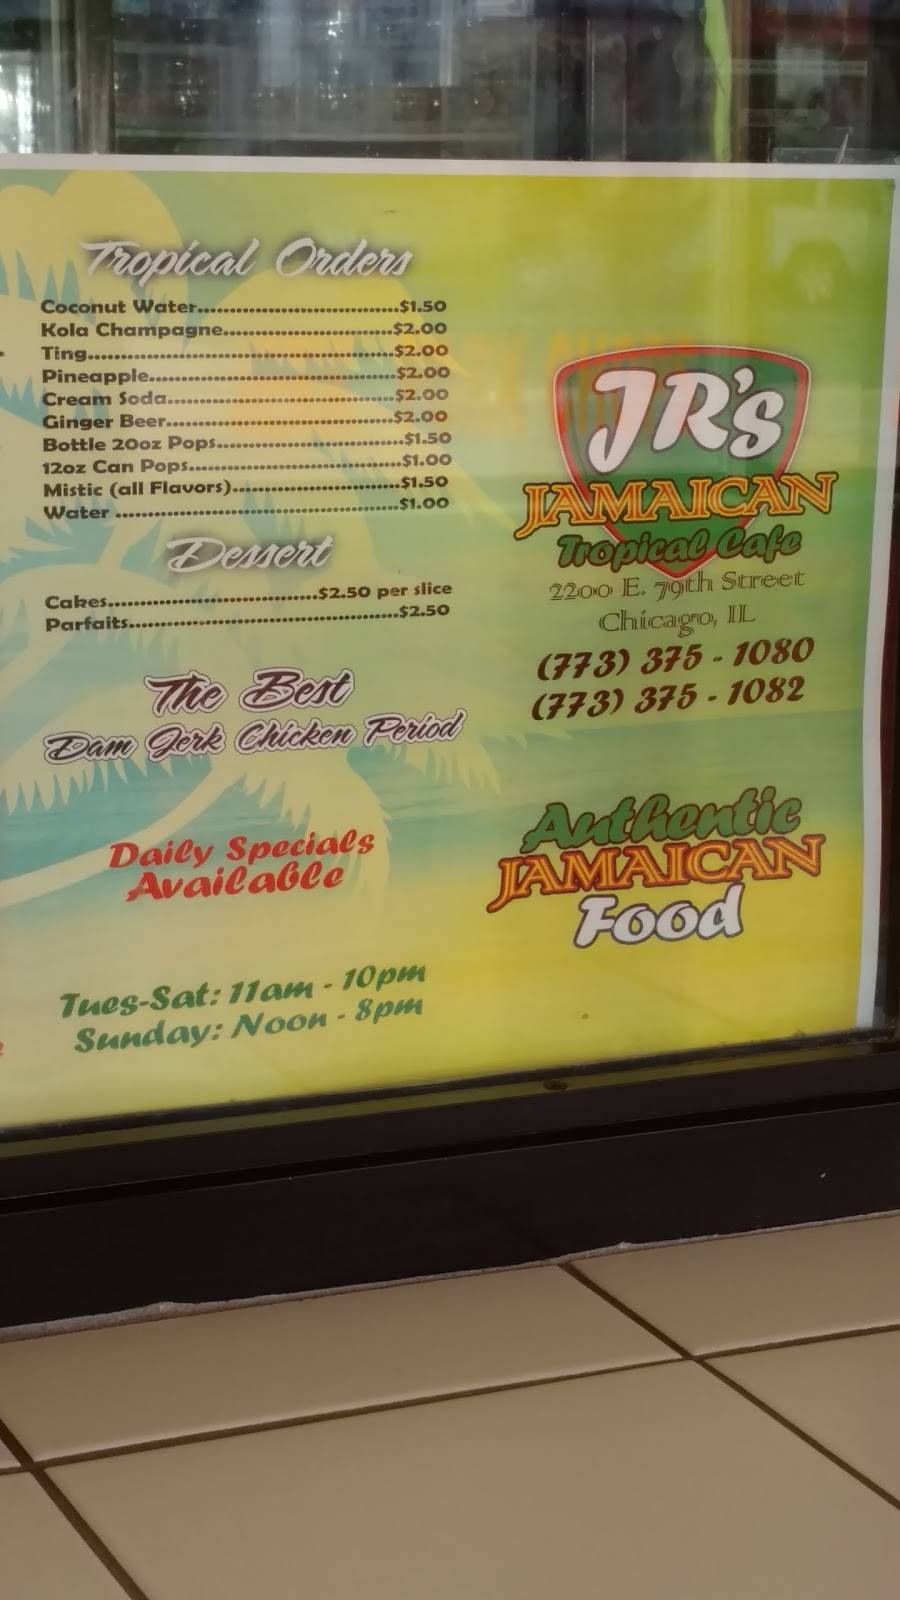 Tropical Orders
Coconut Water..................................$1.50
Kola Champagne.............................$2.00
Ting....................................................$2.00
Pineapple..........................................$2.00
Cream Soda.......................................$2.00
Ginger Beer.......................................$2.00
Bottle 20oz Pops................................$1.50
12oz Can Pops....................................$1.00
Mistic (all Flavors).............................$1.50
Water ................................................$1.00
Dessert
Cakes....................................$2.50 per slice
Parfaits..............................................$2.50
The Best
Dam Jerk Chicken Period
Daily Specials
Available
Tues-Sat: 11am - 10pm
Sunday: Noon - 8pm
JR's
JAMAICAN
Tropical Cafe
2200 E. 79th Street
Chicago, IL
(773) 375 - 1080
(773) 375 - 1082
Authentic
JAMAICAN
Food